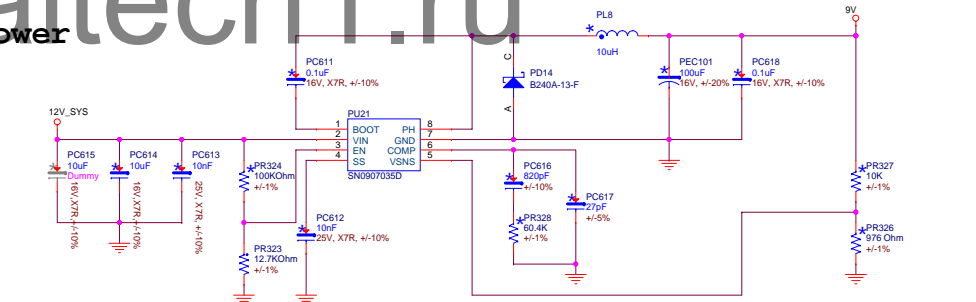 altech1.ru
ower
PL8
10uH
9V
PC611
0.1uF
16V, X7R, +/-10%
C
PD14
B240A-13-F
A
PEC101
100uF
16V, +/-20%
PC618
0.1uF
16V, X7R, +/-10%
12V_SYS
PU21
1 BOOT PH 8
2 VIN GND 7
3 EN COMP 6
4 SS VSNS 5
SN0907035D
PC615
10uF
Dummy
16V, X7R,+/-10%
PC614
10uF
16V, X7R,+/-10%
PC613
10nF
25V, X7R, +/-10%
PR324
100KOhm
+/-1%
PR323
12.7KOhm
+/-1%
PC612
10nF
25V, X7R, +/-10%
PC616
820pF
+/-10%
PR328
60.4K
+/-1%
PC617
27pF
+/-5%
PR327
10K
+/-1%
PR326
976 Ohm
+/-1%